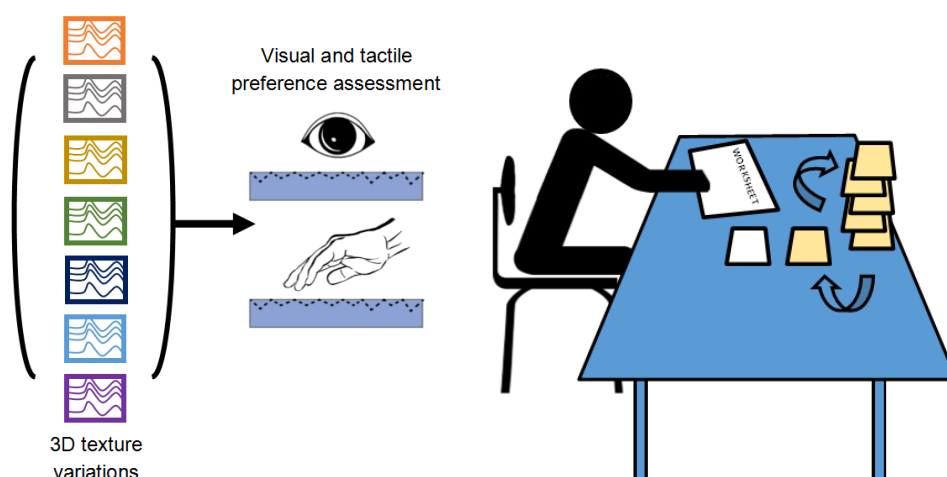 Visual and tactile
preference assessment
WORKSHEET
3D texture
variations